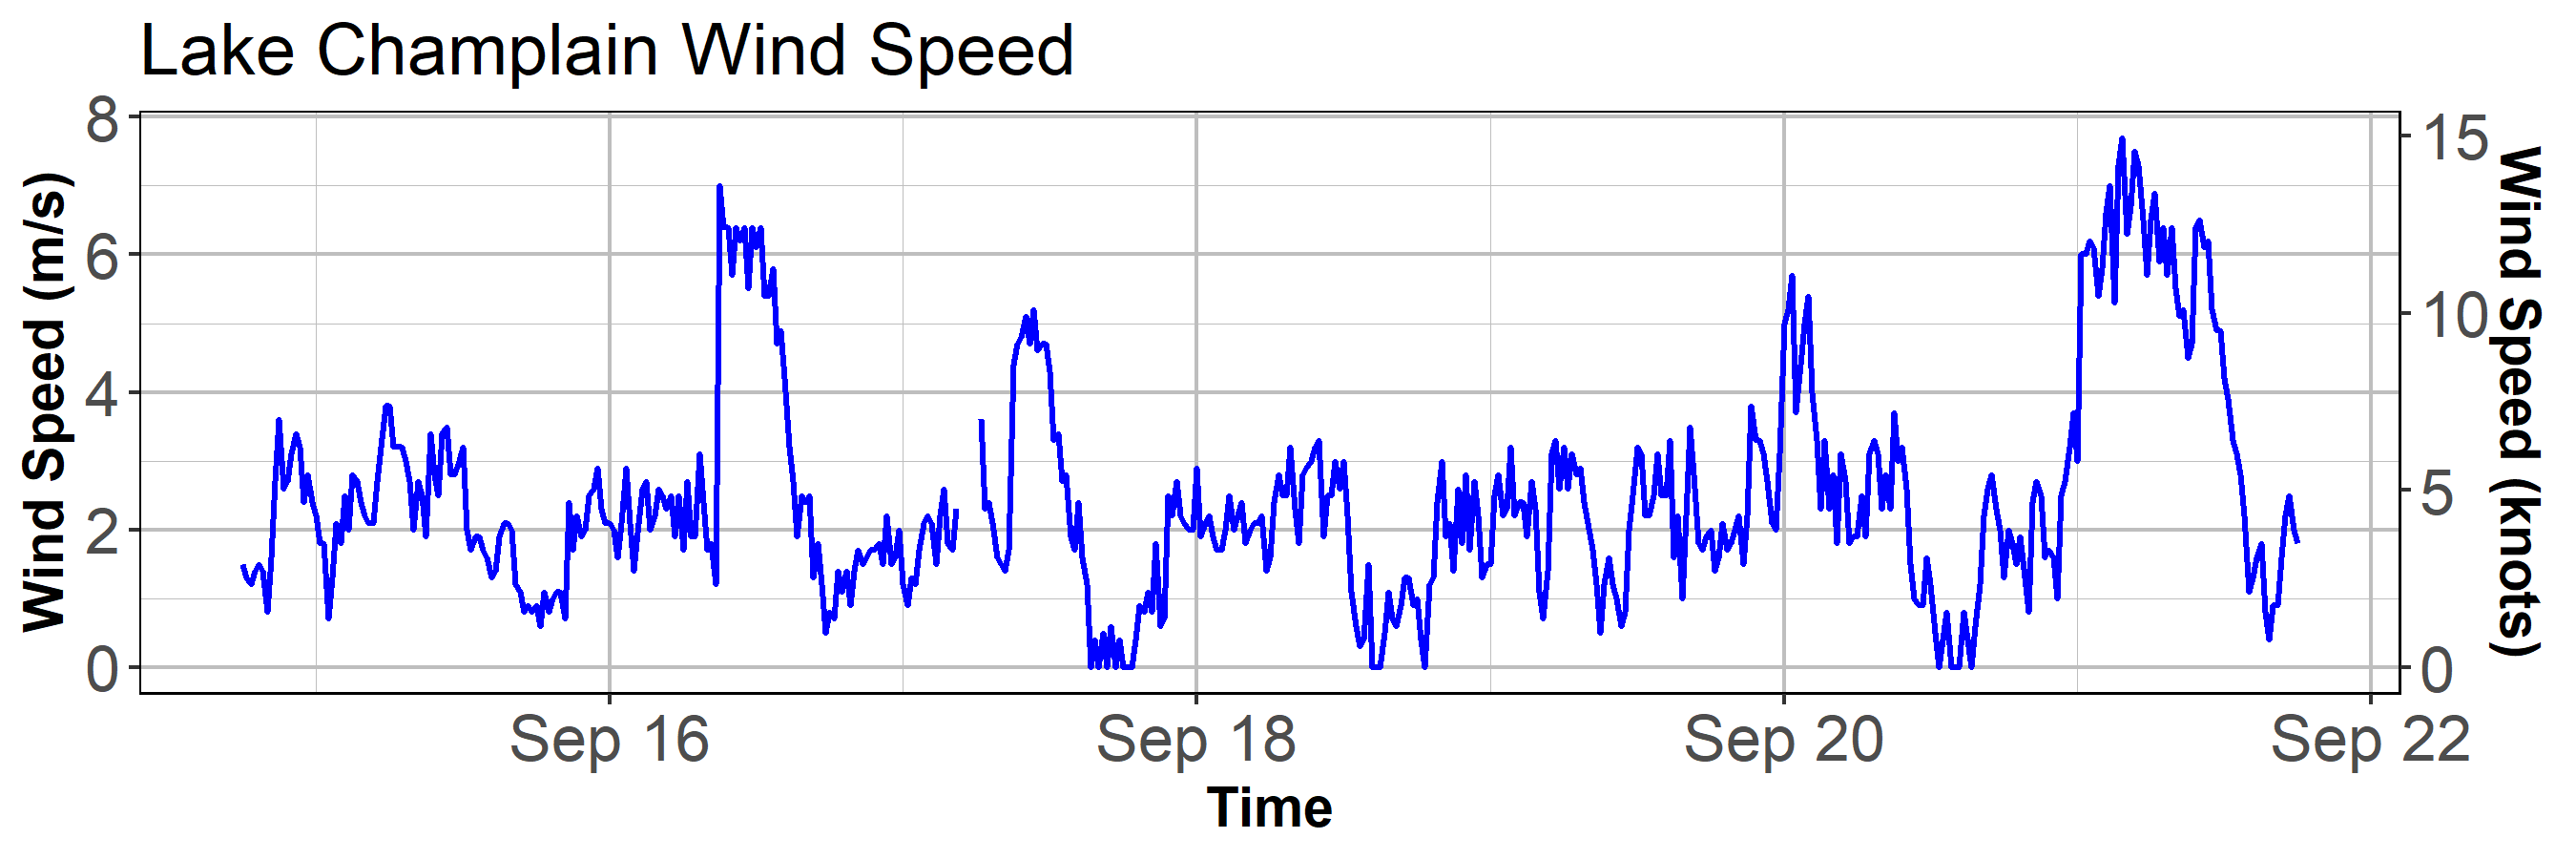 Lake Champlain Wind Speed
8
6
4
2
0
Wind Speed (m/s)
15
10
5
0
Wind Speed (knots)
Sep 16 Sep 18 Sep 20 Sep 22
Time